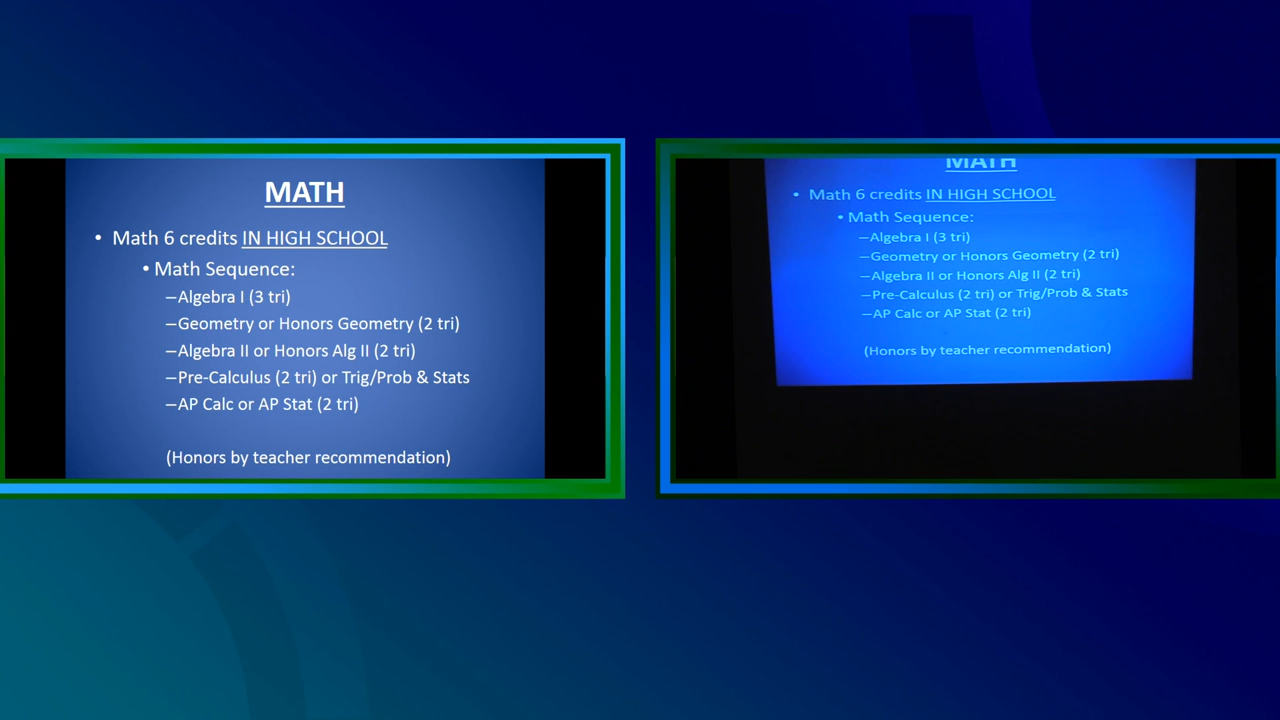 MATH
• Math 6 credits IN HIGH SCHOOL
• Math Sequence:
–Algebra I (3 tri)
–Geometry or Honors Geometry (2 tri)
–Algebra II or Honors Alg II (2 tri)
–Pre-Calculus (2 tri) or Trig/Prob & Stats
–AP Calc or AP Stat (2 tri)
(Honors by teacher recommendation)
MATH
• Math 6 credits IN HIGH SCHOOL
• Math Sequence:
–Algebra I (3 tri)
–Geometry or Honors Geometry (2 tri)
–Algebra II or Honors Alg II (2 tri)
–Pre-Calculus (2 tri) or Trig/Prob & Stats
–AP Calc or AP Stat (2 tri)
(Honors by teacher recommendation)